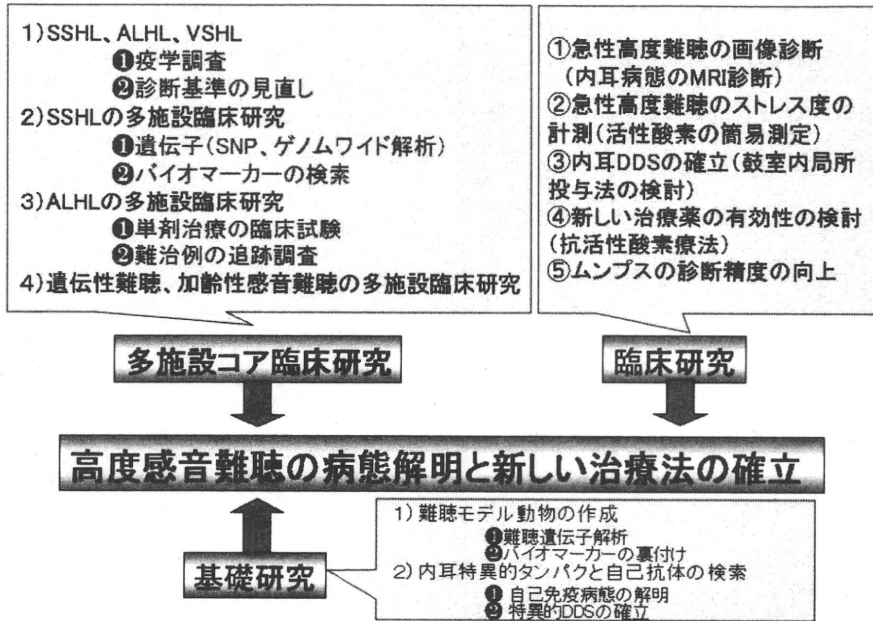 1)SSHL、ALHL、VSHL
❶疫学調査
❷診断基準の見直し
2)SSHLの多施設臨床研究
❶遺伝子(SNP、ゲノムワイド解析)
❷バイオマーカーの検索
3)ALHLの多施設臨床研究
❶単剤治療の臨床試験
❷難治例の追跡調査
4)遺伝性難聴、加齢性感音難聴の多施設臨床研究
①急性高度難聴の画像診断
(内耳病態のMRI診断)
②急性高度難聴のストレス度の
計測(活性酸素の簡易測定)
③内耳DDSの確立(鼓室内局所
投与法の検討)
④新しい治療薬の有効性の検討
(抗活性酸素療法)
⑤ムンプスの診断精度の向上
多施設コア臨床研究
臨床研究
高度感音難聴の病態解明と新しい治療法の確立
基礎研究
1)難聴モデル動物の作成
❶難聴遺伝子解析
❷バイオマーカーの裏付け
2)内耳特異的タンパクと自己抗体の検索
❶自己免疫病態の解明
❷特異的DDSの確立